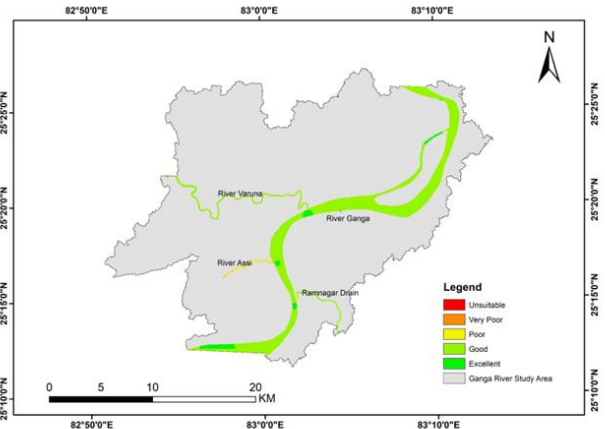 82°50'0"E 83°0'0"E 83°10'0"E
N
25°25'0"N 25°25'0"N
River Varuna
25°20'0"N 25°20'0"N
River Ganga
River Assi
Ramnagar Drain
25°15'0"N 25°15'0"N
Legend
Unsuitable
Very Poor
Poor
Good
Excellent
Ganga River Study Area
0 5 10 20
KM
25°10'0"N 25°10'0"N
82°50'0"E 83°0'0"E 83°10'0"E